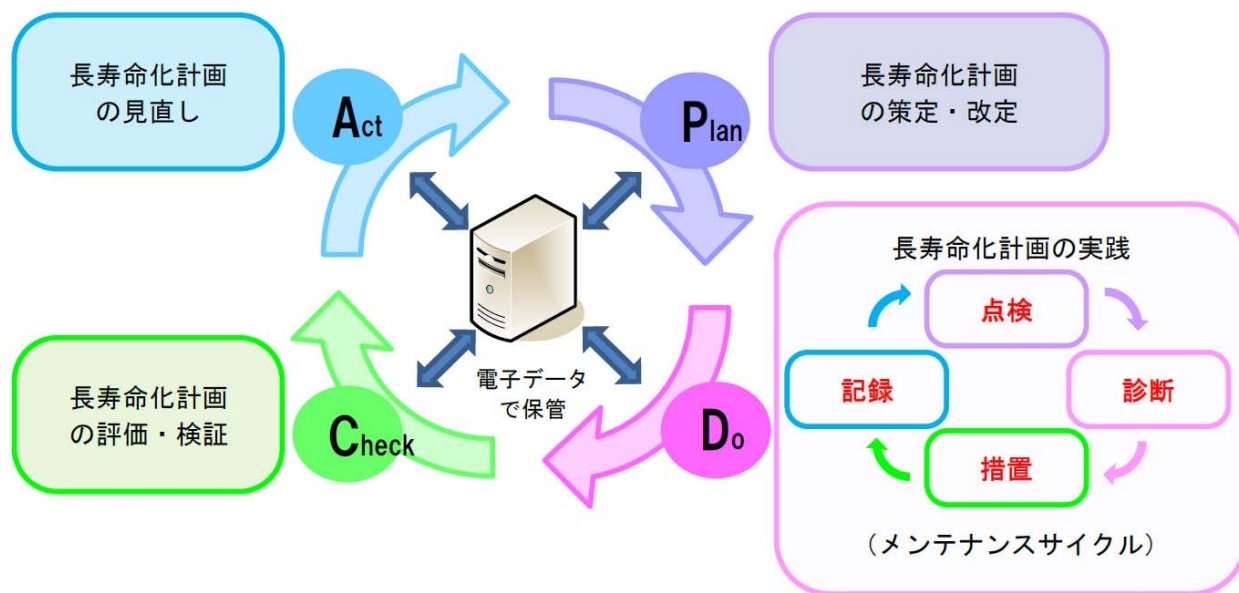 長寿命化計画
の見直し
Act
Plan
長寿命化計画
の策定・改定
長寿命化計画の実践
点検
記録
診断
措置
（メンテナンスサイクル）
電子データ
で保管
長寿命化計画
の評価・検証
Check
Do